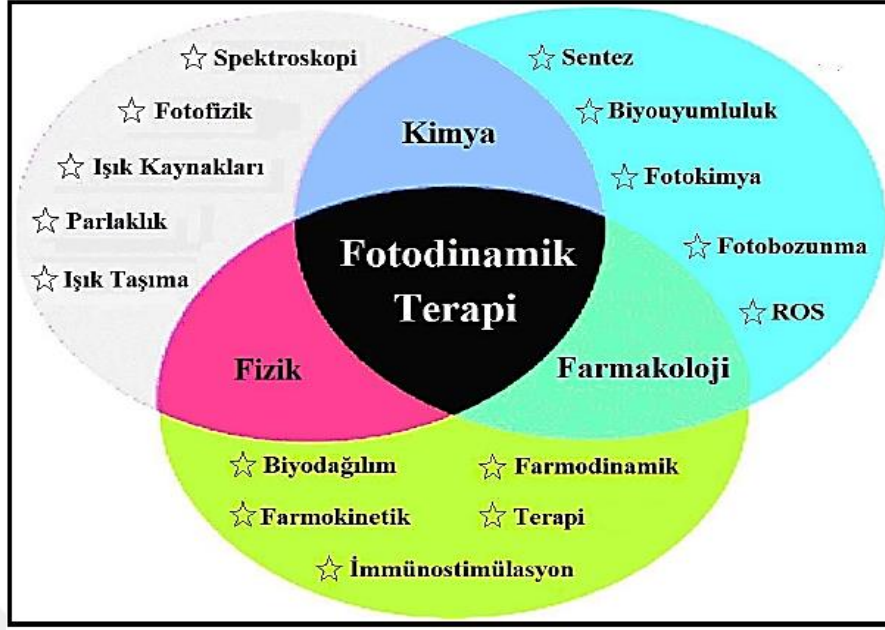 ☆ Spektroskopi
☆ Fotofizik
☆ Işık Kaynakları
☆ Parlaklık
☆ Işık Taşıma
Kimya
☆ Sentez
☆ Biyouyumluluk
☆ Fotokimya
☆ Fotobozunma
☆ ROS
Fotodinamik
Terapi
Fizik
Farmakoloji
☆ Biyodağılım
☆ Farmodinamik
☆ Farmokinetik
☆ Terapi
☆ İmmünostimülasyon